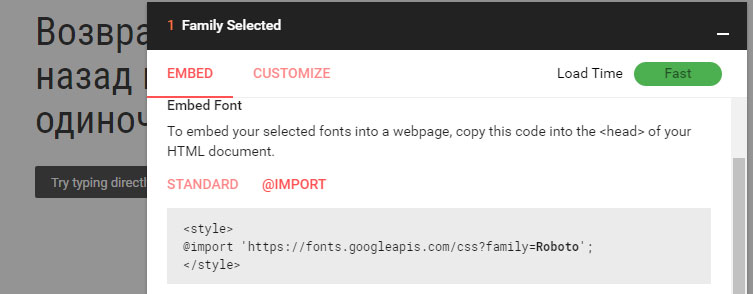 Возвра
назад
одиноч
Try typing directl
1 Family Selected
EMBED CUSTOMIZE Load Time Fast
Embed Font
To embed your selected fonts into a webpage, copy this code into the <head> of your
HTML document.
STANDARD @IMPORT
<style>
@import 'https://fonts.googleapis.com/css?family=Roboto';
</style>